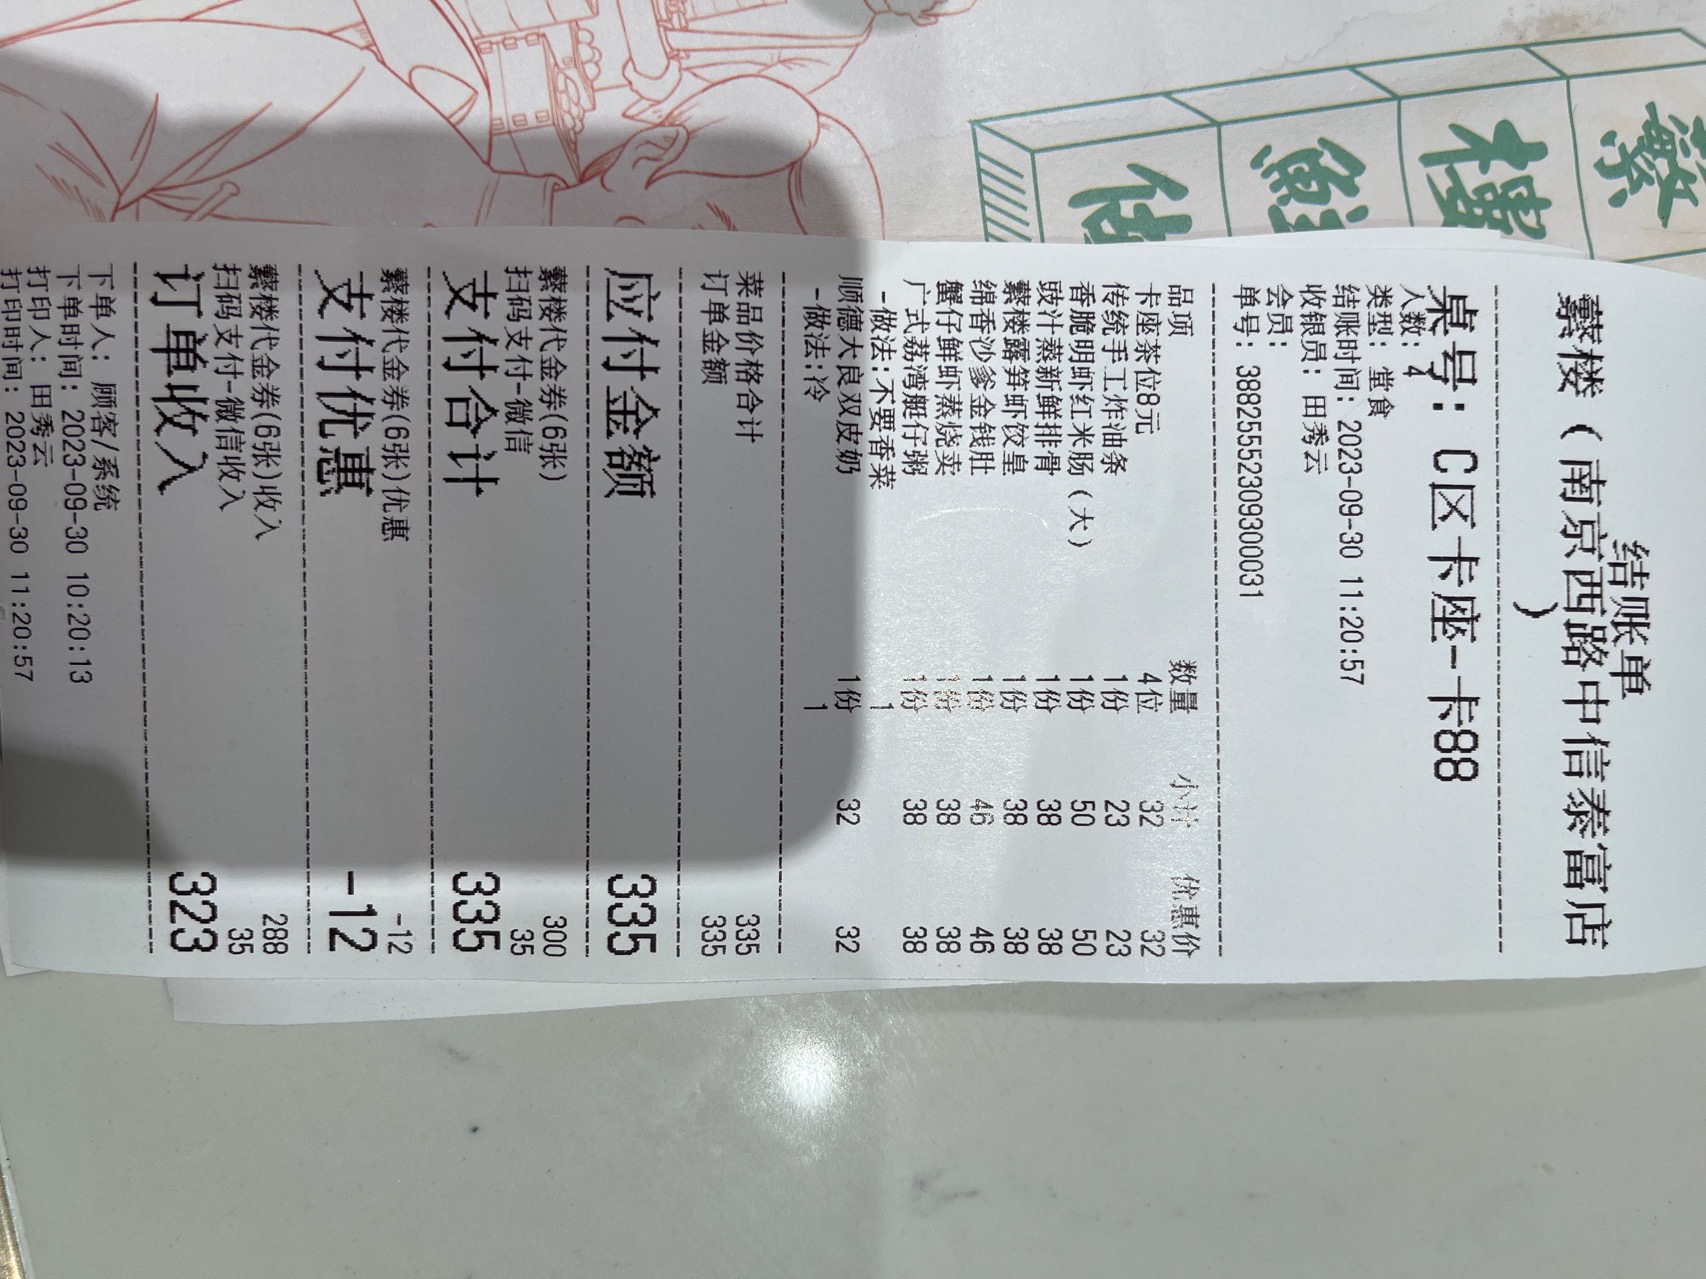 结账单
蘩楼（南京西路中信泰富店
）
桌号：C区卡座-卡88
人数：4
类型：堂食
结账时间：2023-09-30 11:20:57
收银员：田秀云
会员：
单号：3882555230930000​31
品项 数量 小计 优惠价
卡座茶位8元 4位 32 32
传统手工炸油条 1份 23 23
香脆明虾红米肠（大） 1份 50 50
豉汁蒸新鲜排骨 1份 38 38
蘩楼露笋虾饺皇 1份 38 38
绵香沙爹金钱肚 1份 46 46
蟹仔鲜虾蒸烧卖 1份 38 38
广式荔湾艇仔粥 1份 38 38
-做法:不要香菜 1
顺德大良双皮奶 1份 32 32
-做法:冷 1
菜品价格合计 335
订单金额 335
应付金额 335
蘩楼代金券(6张) 300
扫码支付-微信 35
支付合计 335
蘩楼代金券(6张)优惠 -12
支付优惠 -12
蘩楼代金券(6张)收入 288
扫码支付-微信收入 35
订单收入 323
下单人：顾客/系统
下单时间：2023-09-30 10:20:13
打印人：田秀云
打印时间：2023-09-30 11:20:57